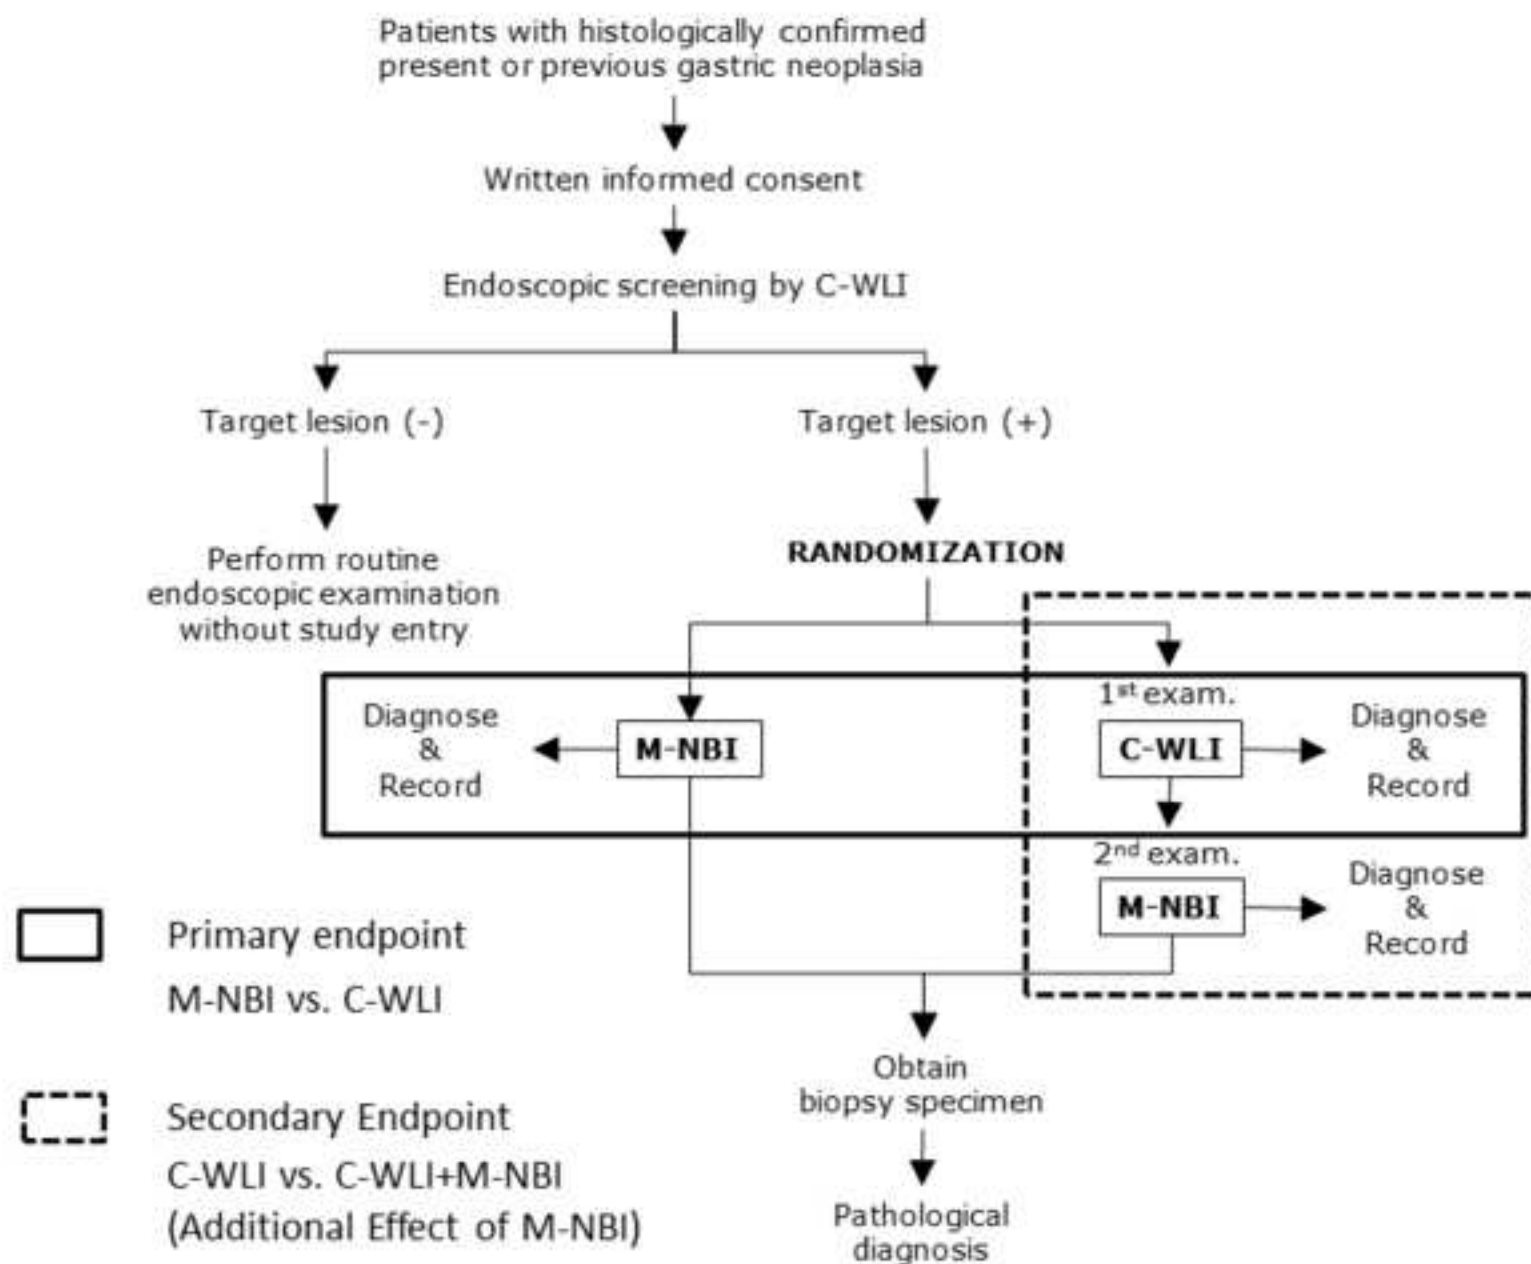 Patients with histologically confirmed
present or previous gastric neoplasia
Written informed consent
Endoscopic screening by C-WLI
Target lesion (-)
Target lesion (+)
Perform routine
endoscopic examination
without study entry
RANDOMIZATION
Diagnose
&
Record
M-NBI
1st exam.
C-WLI
Diagnose
&
Record
2nd exam.
M-NBI
Diagnose
&
Record
Primary endpoint
M-NBI vs. C-WLI
Secondary Endpoint
C-WLI vs. C-WLI+M-NBI
(Additional Effect of M-NBI)
Obtain
biopsy specimen
Pathological
diagnosis